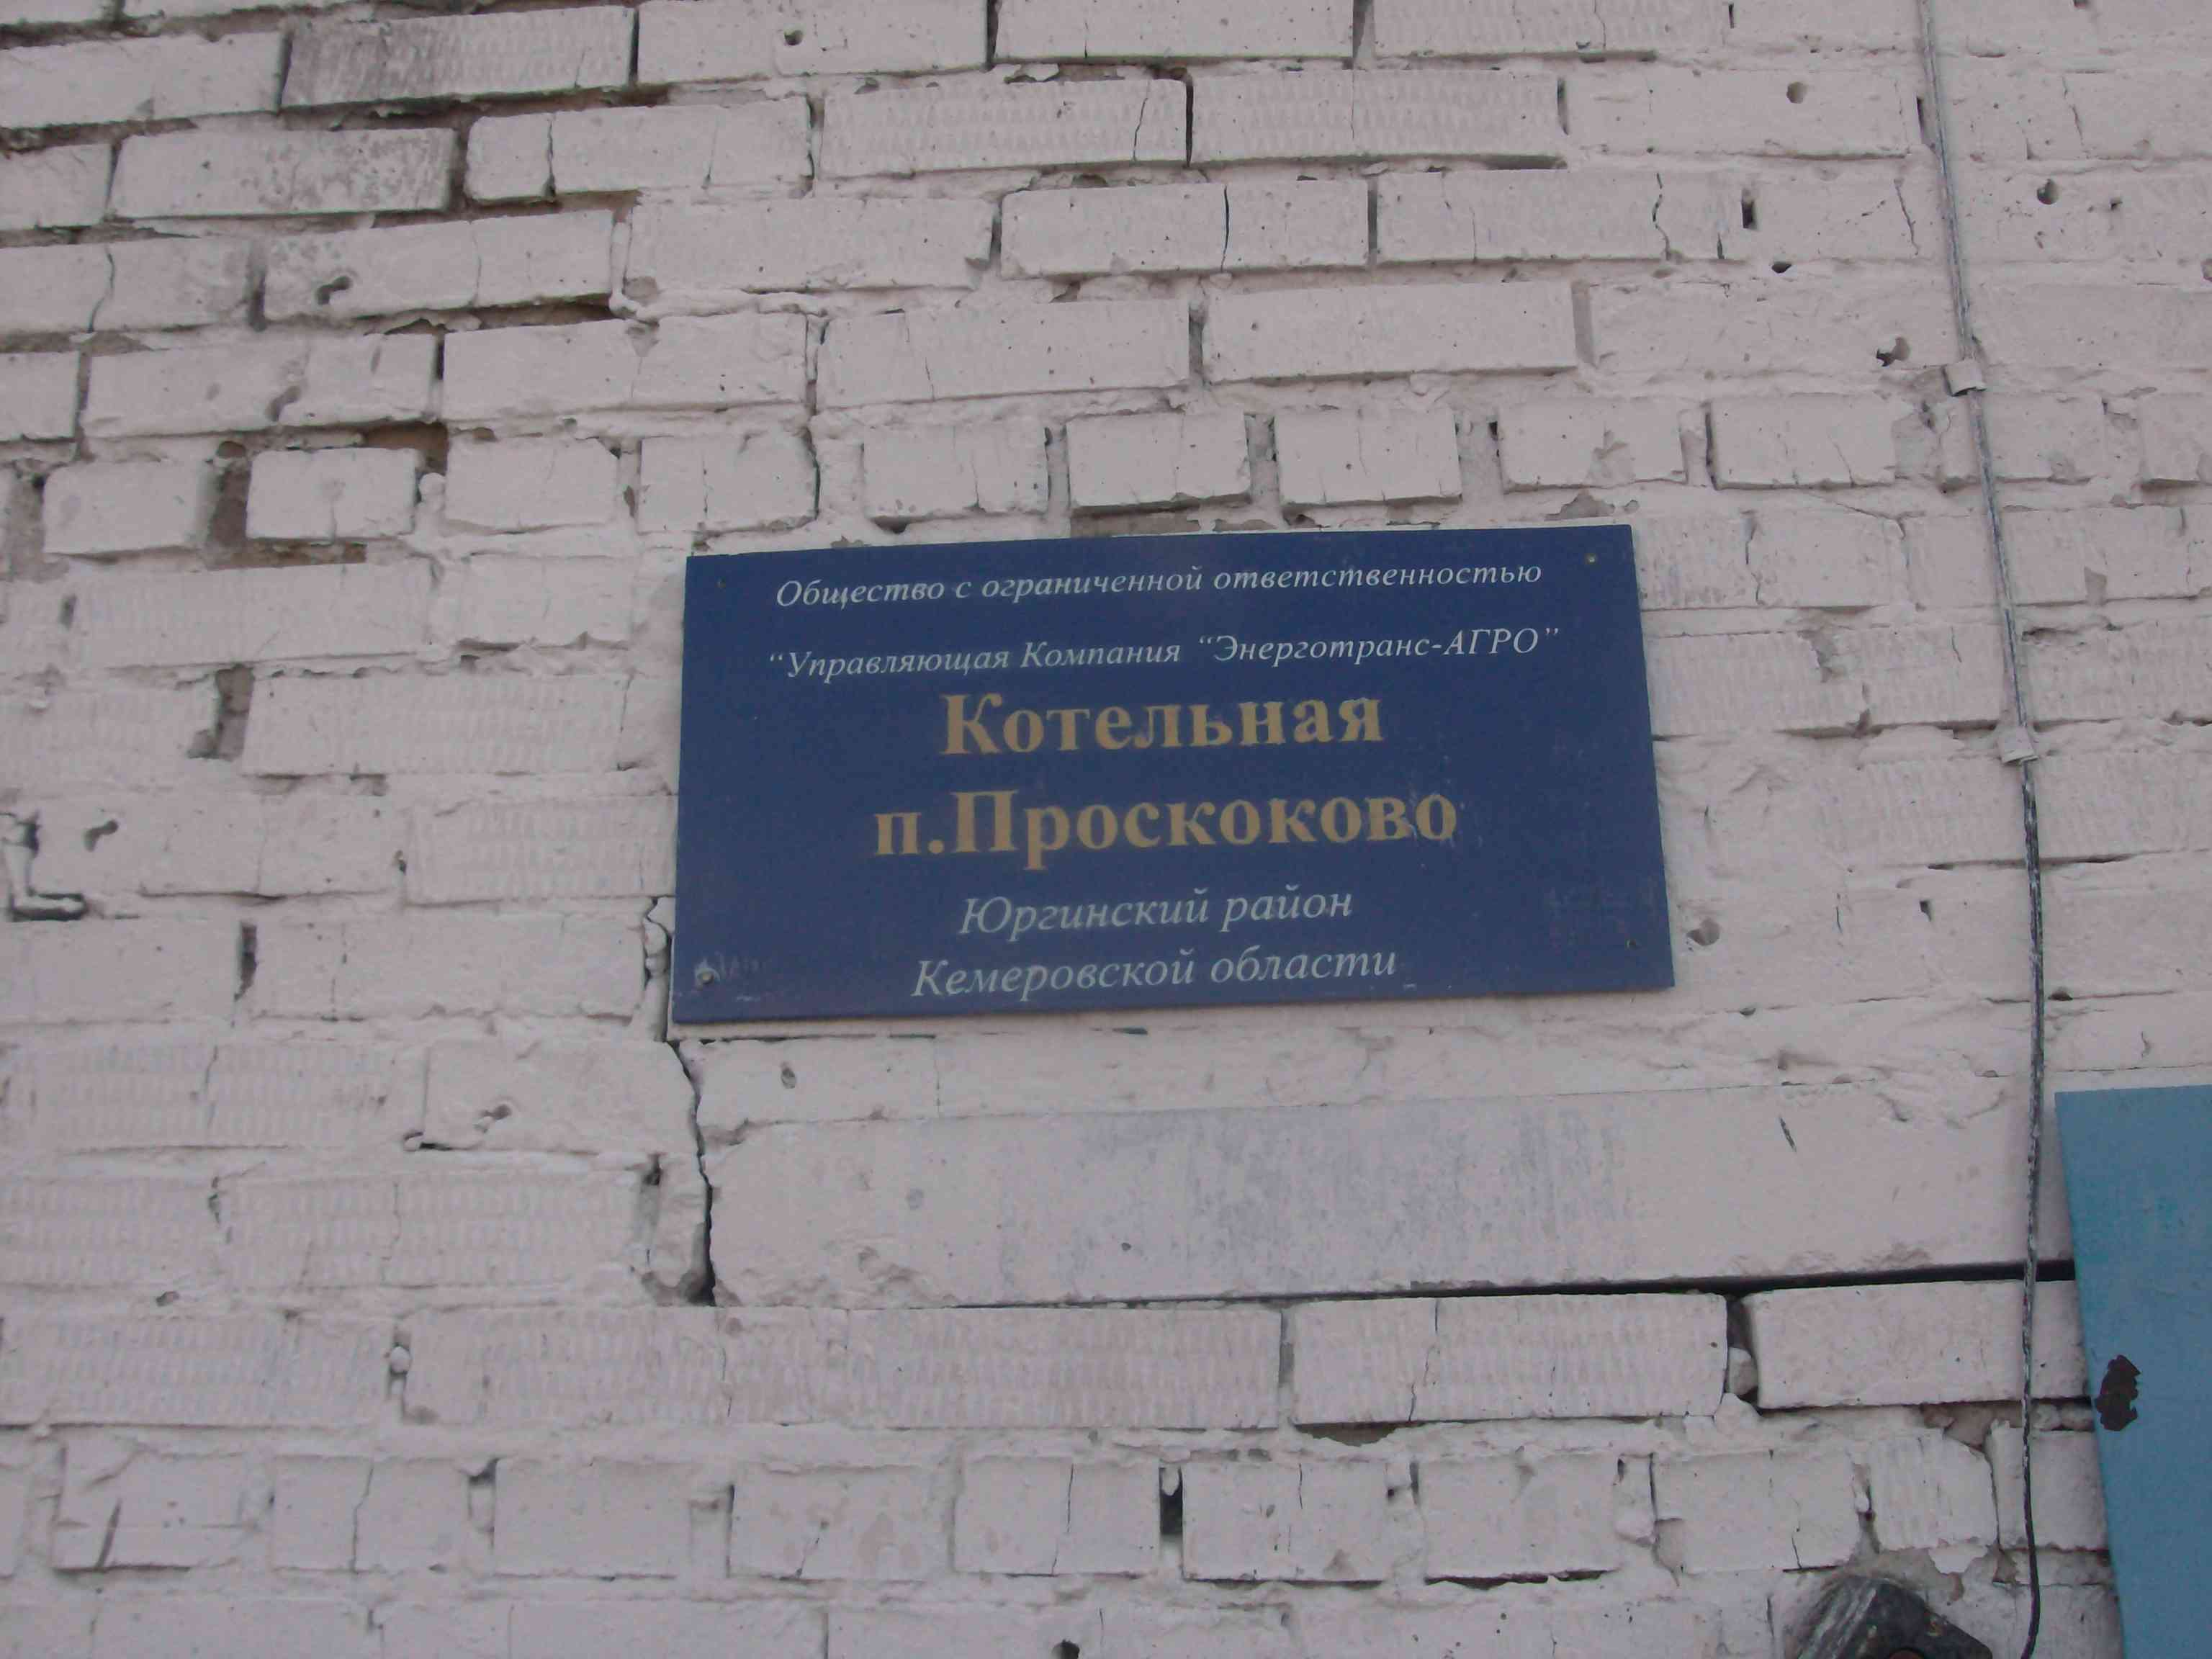 Общество с ограниченной ответственностью
“Управляющая Компания “Энерготранс-АГРО”
Котельная
п.Проскоково
Юргинский район
Кемеровской области